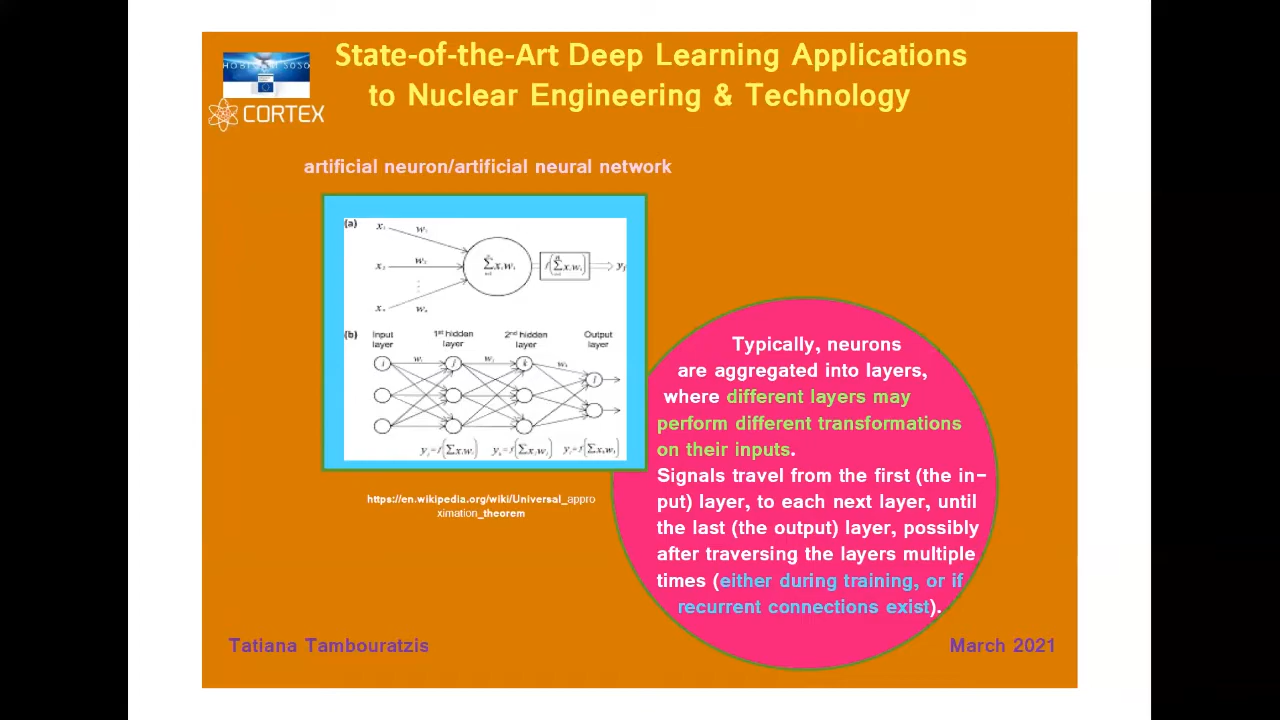 State-of-the-Art Deep Learning Applications
to Nuclear Engineering & Technology
CORTEX
artificial neuron/artificial neural network
(a)
(b)
Input
layer
1st hidden
layer
2nd hidden
layer
Output
layer
https://en.wikipedia.org/wiki/Universal_appro
ximation_theorem
Typically, neurons
are aggregated into layers,
where different layers may
perform different transformations
on their inputs.
Signals travel from the first (the in-
put) layer, to each next layer, until
the last (the output) layer, possibly
after traversing the layers multiple
times (either during training, or if
recurrent connections exist).
Tatiana Tambouratzis
March 2021